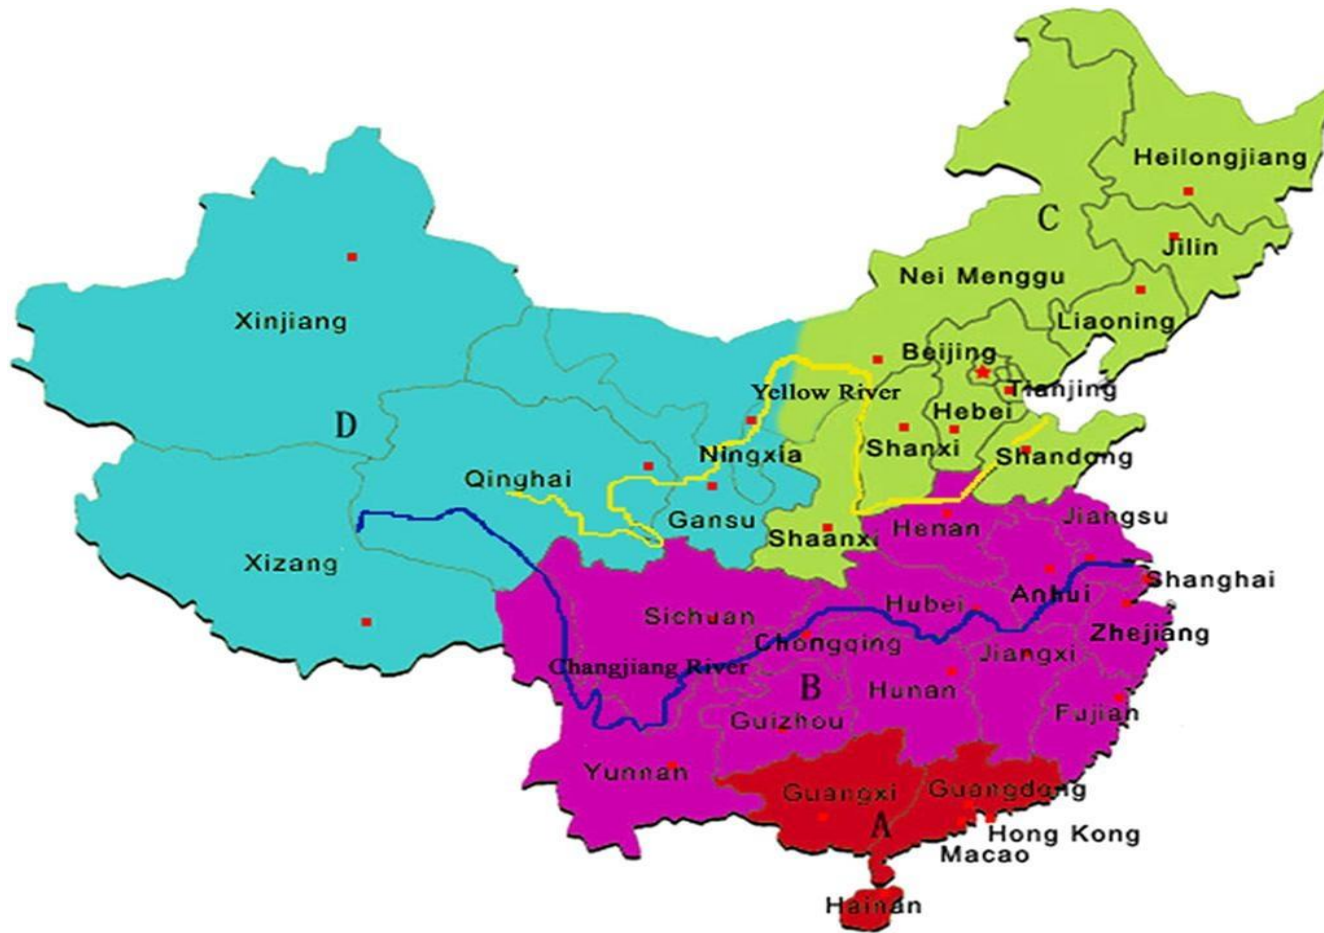 Heilongjiang
C
Jilin
Nei Menggu
Xinjiang
Liaoning
Beijing
Tianjing
Yellow River
Hebei
D
Ningxia
Shanxi
Shandong
Qinghai
Gansu
Henan
Jiangsu
Shaanxi
Xizang
Shanghai
Anhui
Hubei
Sichuan
Zhejiang
Chongqing
Jiangxi
Changjiang River
B
Hunan
Fujian
Guizhou
Yunnan
Guangxi
Guangdong
A
Hong Kong
Macao
Hainan